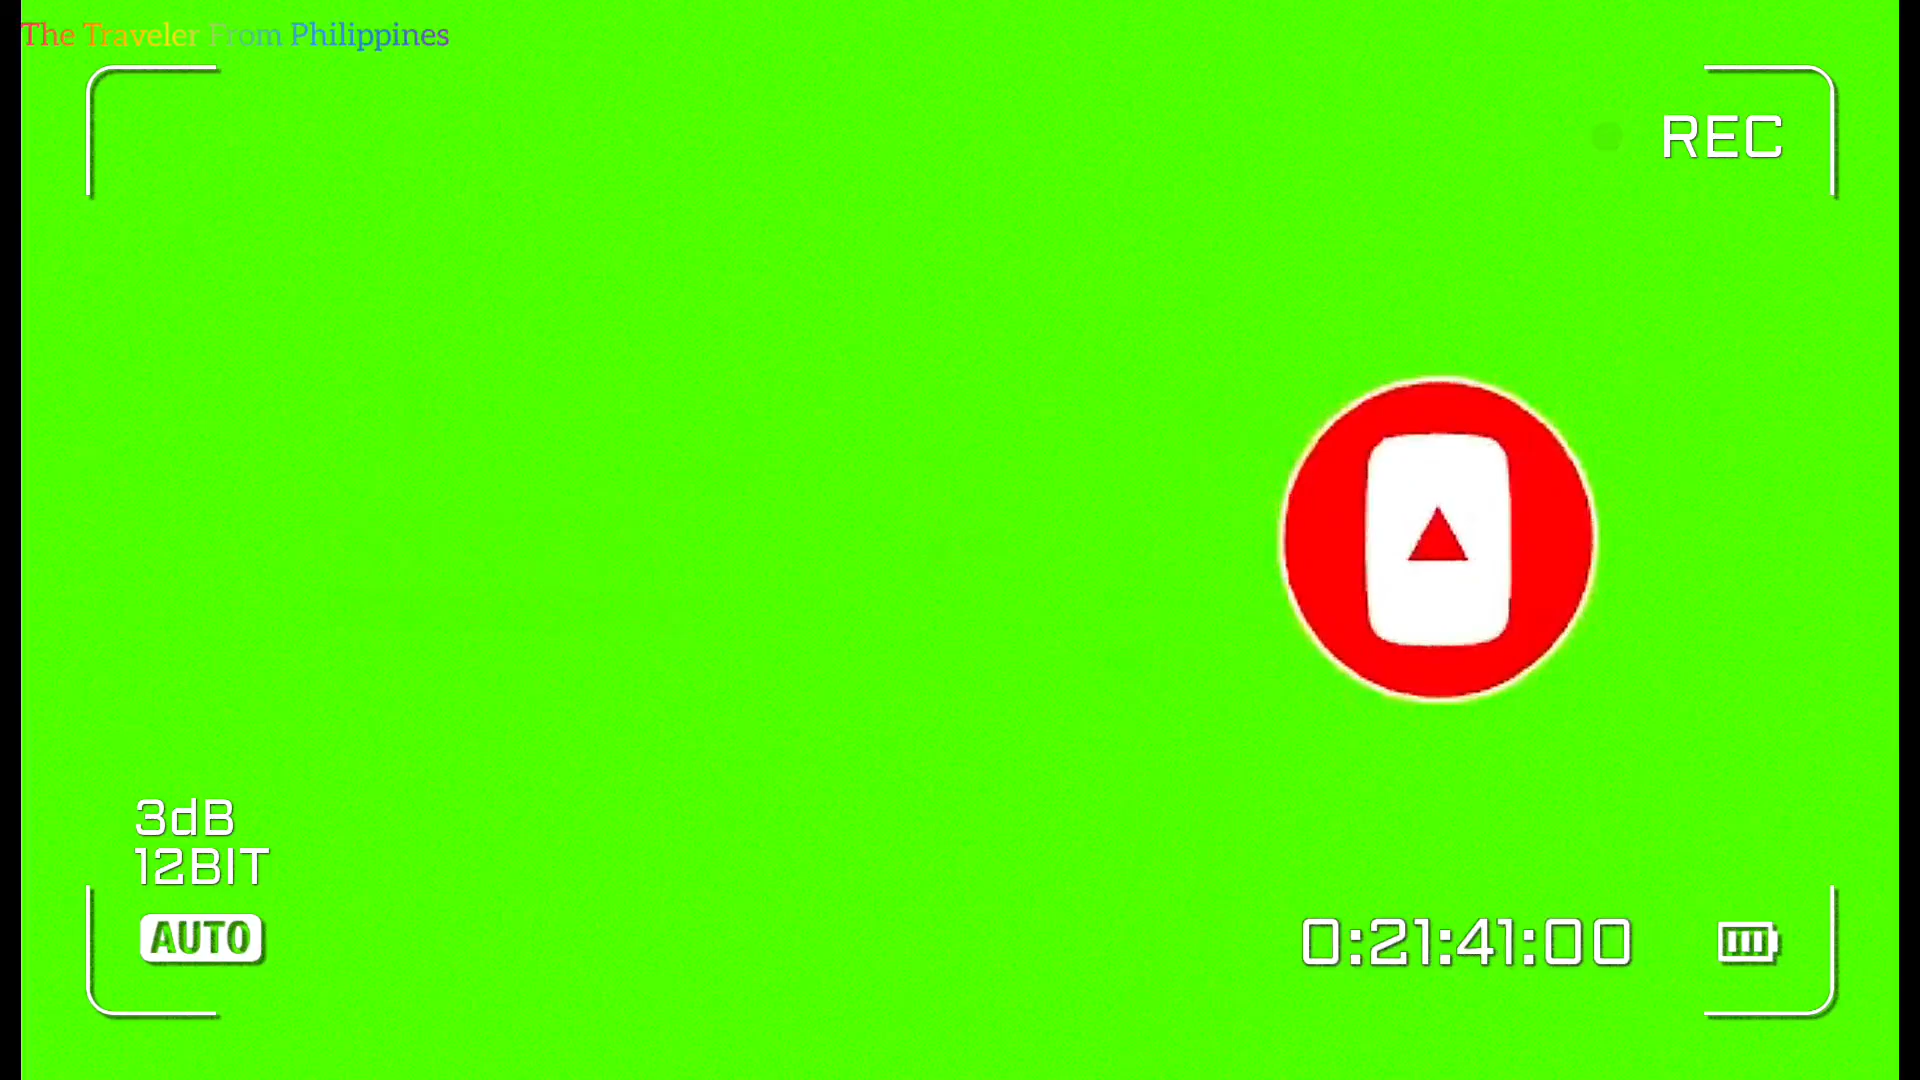 The Traveler From Philippines
REC
3dB
12BIT
AUTO
0:21:41:00